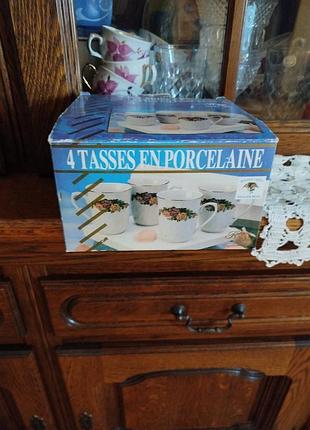 4 TASSES EN PORCELAINE